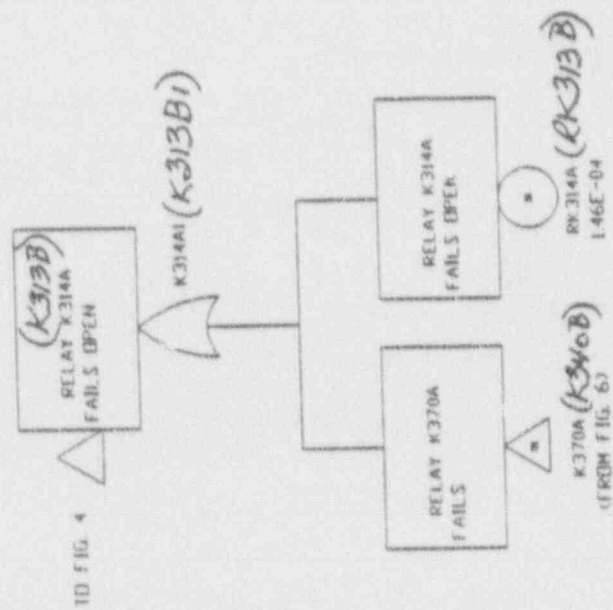 TO FIG. 4
(K313B)
RELAY K314A
FAILS OPEN
K314A1 (K313B1)
RELAY K370A
FAILS
K370A (K340B)
(FROM FIG. 6)
RELAY K314A
FAILS OPEN
RK314A (RK313B)
1.46E-04